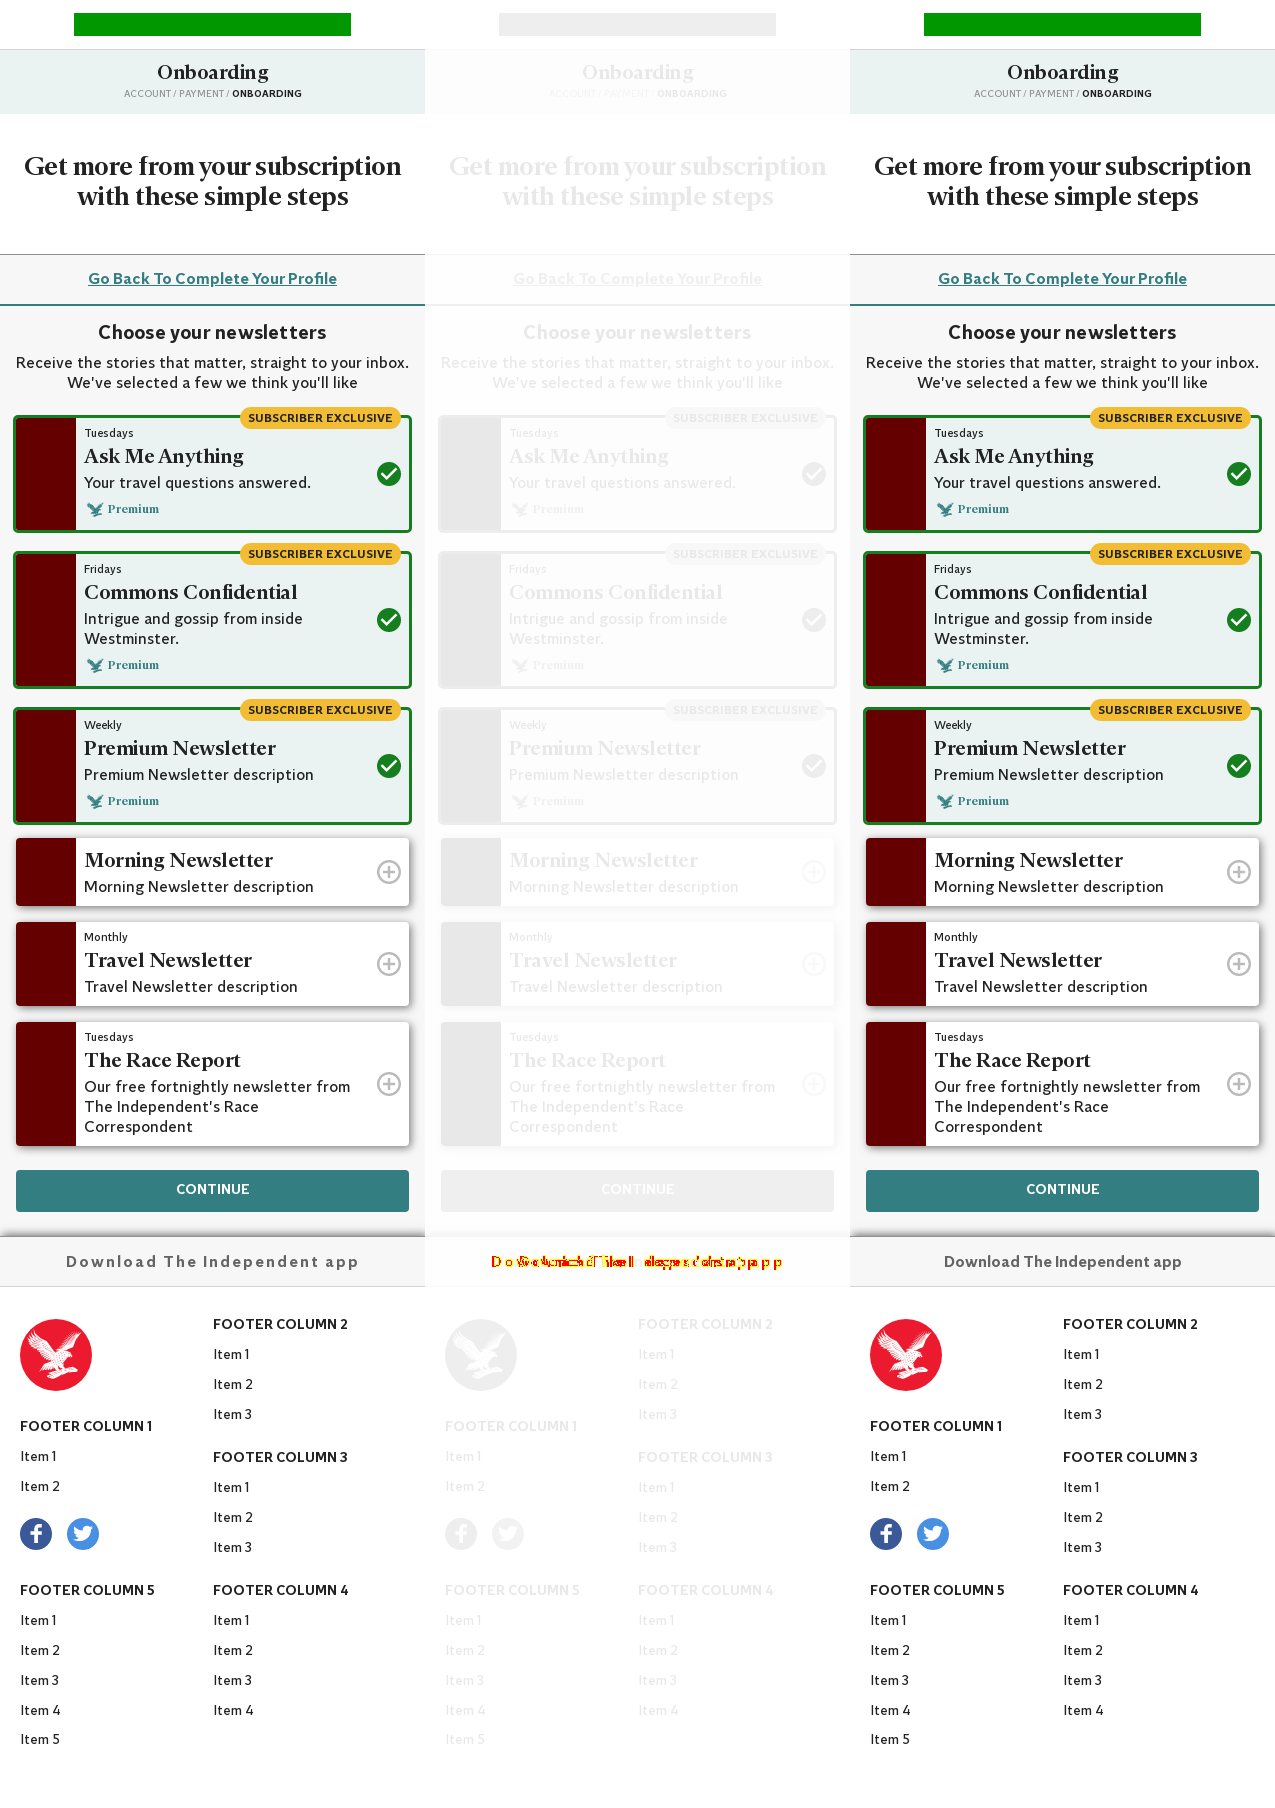 Onboarding
ACCOUNT / PAYMENT / ONBOARDING
Get more from your subscription
with these simple steps
Go Back To Complete Your Profile
Choose your newsletters
Receive the stories that matter, straight to your inbox.
We've selected a few we think you'll like
SUBSCRIBER EXCLUSIVE
Tuesdays
Ask Me Anything
Your travel questions answered.
Premium
SUBSCRIBER EXCLUSIVE
Fridays
Commons Confidential
Intrigue and gossip from inside
Westminster.
Premium
SUBSCRIBER EXCLUSIVE
Weekly
Premium Newsletter
Premium Newsletter description
Premium
Morning Newsletter
Morning Newsletter description
Monthly
Travel Newsletter
Travel Newsletter description
Tuesdays
The Race Report
Our free fortnightly newsletter from
The Independent's Race
Correspondent
CONTINUE
Download The Independent app
FOOTER COLUMN 1
Item 1
Item 2
FOOTER COLUMN 5
Item 1
Item 2
Item 3
Item 4
Item 5
FOOTER COLUMN 2
Item 1
Item 2
Item 3
FOOTER COLUMN 3
Item 1
Item 2
Item 3
FOOTER COLUMN 4
Item 1
Item 2
Item 3
Item 4
Onboarding
ACCOUNT / PAYMENT / ONBOARDING
Get more from your subscription
with these simple steps
Go Back To Complete Your Profile
Choose your newsletters
Receive the stories that matter, straight to your inbox.
We've selected a few we think you'll like
SUBSCRIBER EXCLUSIVE
Tuesdays
Ask Me Anything
Your travel questions answered.
Premium
SUBSCRIBER EXCLUSIVE
Fridays
Commons Confidential
Intrigue and gossip from inside
Westminster.
Premium
SUBSCRIBER EXCLUSIVE
Weekly
Premium Newsletter
Premium Newsletter description
Premium
Morning Newsletter
Morning Newsletter description
Monthly
Travel Newsletter
Travel Newsletter description
Tuesdays
The Race Report
Our free fortnightly newsletter from
The Independent's Race
Correspondent
CONTINUE
FOOTER COLUMN 1
Item 1
Item 2
FOOTER COLUMN 5
Item 1
Item 2
Item 3
Item 4
Item 5
FOOTER COLUMN 2
Item 1
Item 2
Item 3
FOOTER COLUMN 3
Item 1
Item 2
Item 3
FOOTER COLUMN 4
Item 1
Item 2
Item 3
Item 4
Onboarding
ACCOUNT / PAYMENT / ONBOARDING
Get more from your subscription
with these simple steps
Go Back To Complete Your Profile
Choose your newsletters
Receive the stories that matter, straight to your inbox.
We've selected a few we think you'll like
SUBSCRIBER EXCLUSIVE
Tuesdays
Ask Me Anything
Your travel questions answered.
Premium
SUBSCRIBER EXCLUSIVE
Fridays
Commons Confidential
Intrigue and gossip from inside
Westminster.
Premium
SUBSCRIBER EXCLUSIVE
Weekly
Premium Newsletter
Premium Newsletter description
Premium
Morning Newsletter
Morning Newsletter description
Monthly
Travel Newsletter
Travel Newsletter description
Tuesdays
The Race Report
Our free fortnightly newsletter from
The Independent's Race
Correspondent
CONTINUE
Download The Independent app
FOOTER COLUMN 1
Item 1
Item 2
FOOTER COLUMN 5
Item 1
Item 2
Item 3
Item 4
Item 5
FOOTER COLUMN 2
Item 1
Item 2
Item 3
FOOTER COLUMN 3
Item 1
Item 2
Item 3
FOOTER COLUMN 4
Item 1
Item 2
Item 3
Item 4